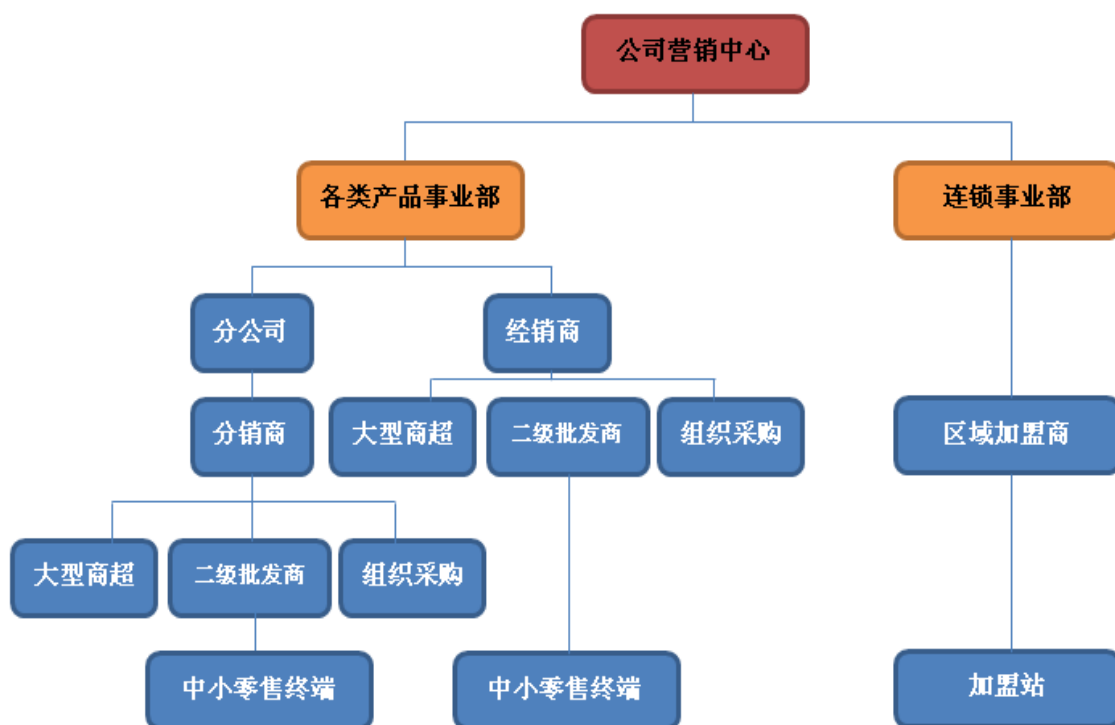 公司营销中心
各类产品事业部
连锁事业部
分公司
经销商
分销商
大型商超
二级批发商
组织采购
区域加盟商
大型商超
二级批发商
组织采购
中小零售终端
中小零售终端
加盟站